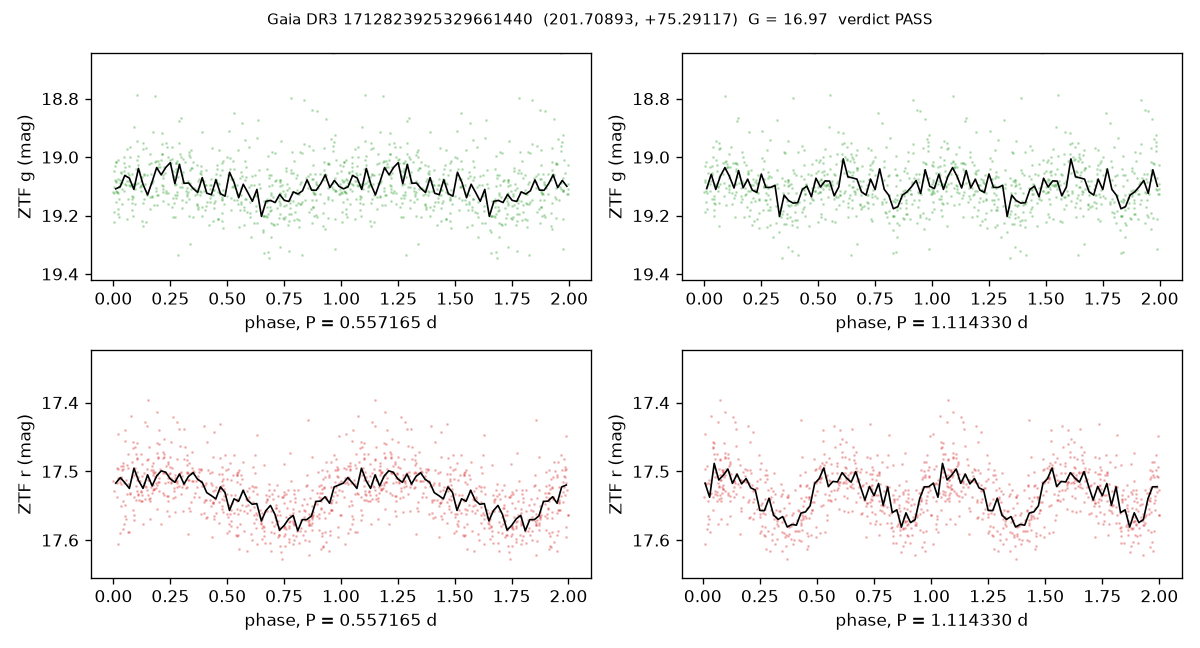 Gaia DR3 1712823925329661440 (201.70893, +75.29117) G = 16.97 verdict PASS
ZTF g (mag)
18.8
19.0
19.2
19.4
0.00 0.25 0.50 0.75 1.00 1.25 1.50 1.75 2.00
phase, P = 0.557165 d
ZTF g (mag)
18.8
19.0
19.2
19.4
0.00 0.25 0.50 0.75 1.00 1.25 1.50 1.75 2.00
phase, P = 1.114330 d
ZTF r (mag)
17.4
17.5
17.6
0.00 0.25 0.50 0.75 1.00 1.25 1.50 1.75 2.00
phase, P = 0.557165 d
ZTF r (mag)
17.4
17.5
17.6
0.00 0.25 0.50 0.75 1.00 1.25 1.50 1.75 2.00
phase, P = 1.114330 d